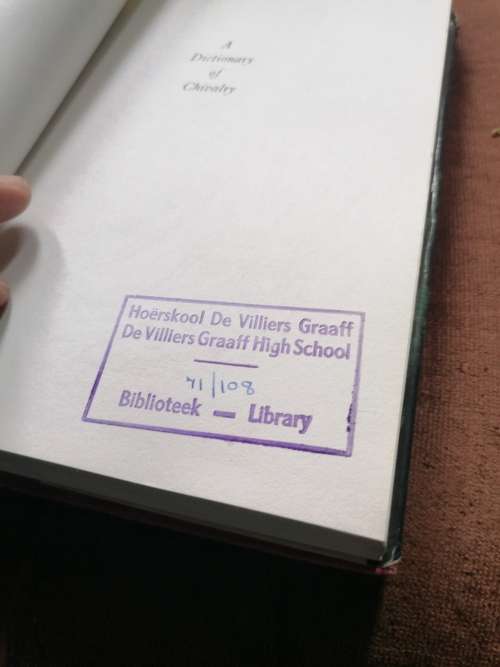 A
Dictionary
of
Chivalry
Hoërskool De Villiers Graaff
De Villiers Graaff High School
71/108
Biblioteek — Library